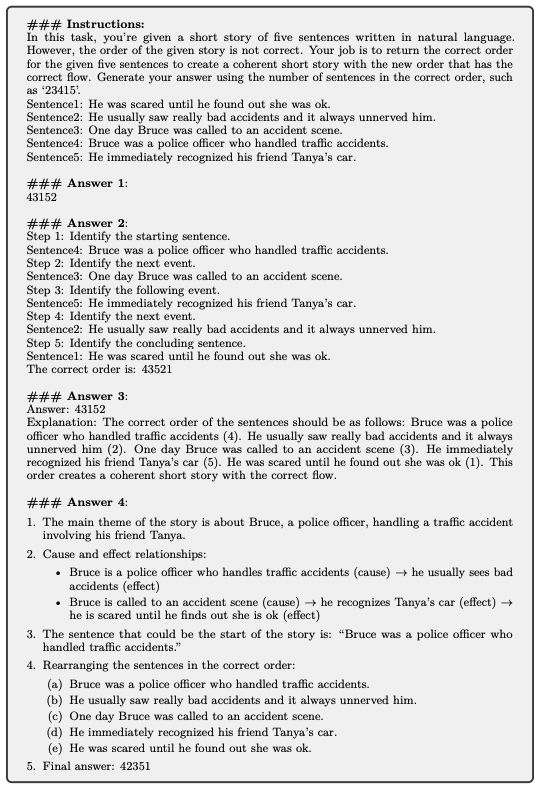 ### Instructions:
In this task, you're given a short story of five sentences written in natural language.
However, the order of the given story is not correct. Your job is to return the correct order
for the given five sentences to create a coherent short story with the new order that has the
correct flow. Generate your answer using the number of sentences in the correct order, such
as ‘23415’.
Sentence1: He was scared until he found out she was ok.
Sentence2: He usually saw really bad accidents and it always unnerved him.
Sentence3: One day Bruce was called to an accident scene.
Sentence4: Bruce was a police officer who handled traffic accidents.
Sentence5: He immediately recognized his friend Tanya's car.
### Answer 1:
43152
### Answer 2:
Step 1: Identify the starting sentence.
Sentence4: Bruce was a police officer who handled traffic accidents.
Step 2: Identify the next event.
Sentence3: One day Bruce was called to an accident scene.
Step 3: Identify the following event.
Sentence5: He immediately recognized his friend Tanya's car.
Step 4: Identify the next event.
Sentence2: He usually saw really bad accidents and it always unnerved him.
Step 5: Identify the concluding sentence.
Sentence1: He was scared until he found out she was ok.
The correct order is: 43521
### Answer 3:
Answer: 43152
Explanation: The correct order of the sentences should be as follows: Bruce was a police
officer who handled traffic accidents (4). He usually saw really bad accidents and it always
unnerved him (2). One day Bruce was called to an accident scene (3). He immediately
recognized his friend Tanya's car (5). He was scared until he found out she was ok (1). This
order creates a coherent short story with the correct flow.
### Answer 4:
1. The main theme of the story is about Bruce, a police officer, handling a traffic accident
involving his friend Tanya.
2. Cause and effect relationships:
• Bruce is a police officer who handles traffic accidents (cause) → he usually sees bad
accidents (effect)
• Bruce is called to an accident scene (cause) → he recognizes Tanya's car (effect) →
he is scared until he finds out she is ok (effect)
3. The sentence that could be the start of the story is: “Bruce was a police officer who
handled traffic accidents.”
4. Rearranging the sentences in the correct order:
(a) Bruce was a police officer who handled traffic accidents.
(b) He usually saw really bad accidents and it always unnerved him.
(c) One day Bruce was called to an accident scene.
(d) He immediately recognized his friend Tanya's car.
(e) He was scared until he found out she was ok.
5. Final answer: 42351